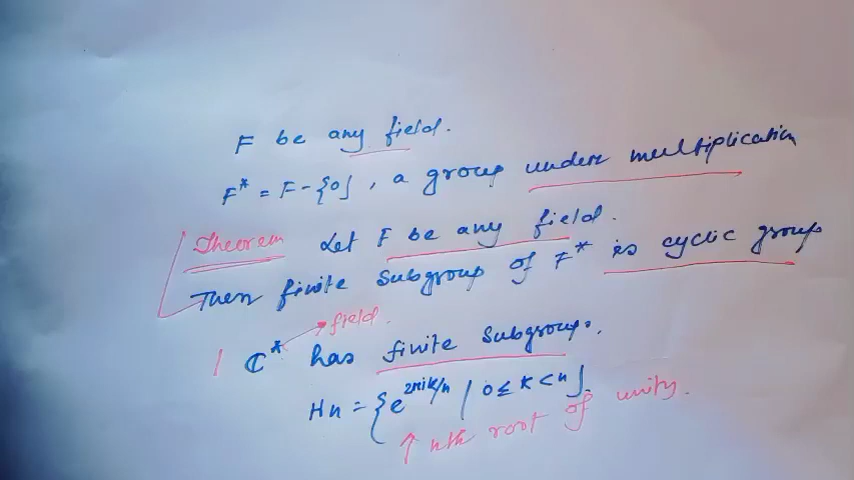 F be any field.
F* = F - {0}, a group under multiplication
Theorem Let F be any field.
Then finite Subgroup of F* is cyclic group
field.
1 ℂ* has finite Subgroups.
Hn = {e^{2πik/n} | 0 ≤ k < n}
↑ nth root of unity.